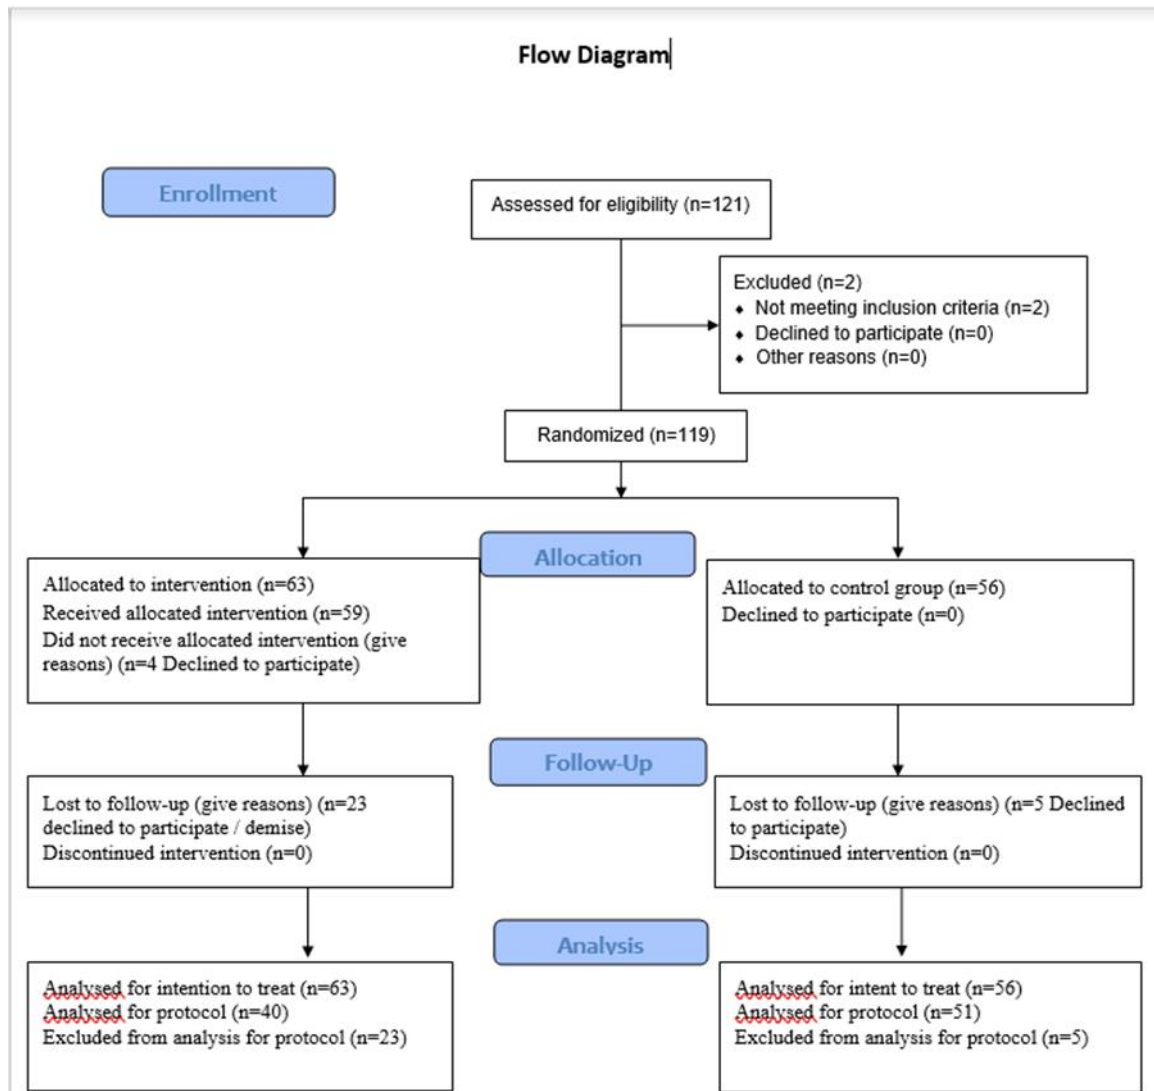 Flow Diagram
Enrollment
Assessed for eligibility (n=121)
Excluded (n=2)
♦ Not meeting inclusion criteria (n=2)
♦ Declined to participate (n=0)
♦ Other reasons (n=0)
Randomized (n=119)
Allocation
Allocated to intervention (n=63)
Received allocated intervention (n=59)
Did not receive allocated intervention (give
reasons) (n=4 Declined to participate)
Allocated to control group (n=56)
Declined to participate (n=0)
Follow-Up
Lost to follow-up (give reasons) (n=23
declined to participate / demise)
Discontinued intervention (n=0)
Lost to follow-up (give reasons) (n=5 Declined
to participate)
Discontinued intervention (n=0)
Analysis
Analysed for intention to treat (n=63)
Analysed for protocol (n=40)
Excluded from analysis for protocol (n=23)
Analysed for intent to treat (n=56)
Analysed for protocol (n=51)
Excluded from analysis for protocol (n=5)